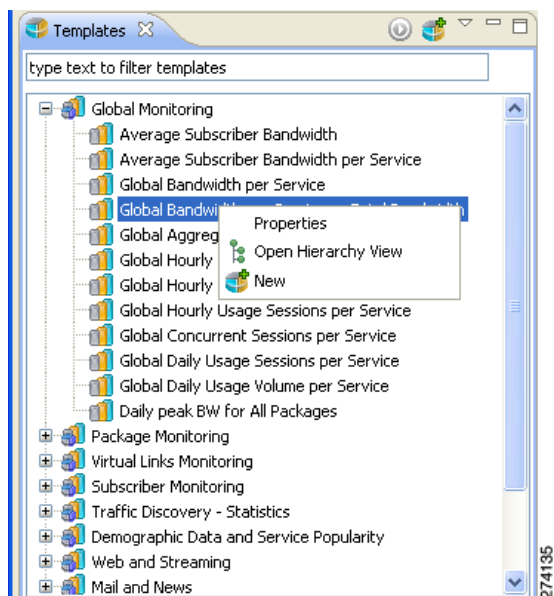 Templates
type text to filter templates
Global Monitoring
Average Subscriber Bandwidth
Average Subscriber Bandwidth per Service
Global Bandwidth per Service
Global Bandwi
Properties
Global Aggreg
Open Hierarchy View
Global Hourly
New
Global Hourly
Global Hourly Usage Sessions per Service
Global Concurrent Sessions per Service
Global Daily Usage Sessions per Service
Global Daily Usage Volume per Service
Daily peak BW for All Packages
Package Monitoring
Virtual Links Monitoring
Subscriber Monitoring
Traffic Discovery - Statistics
Demographic Data and Service Popularity
Web and Streaming
Mail and News
274135